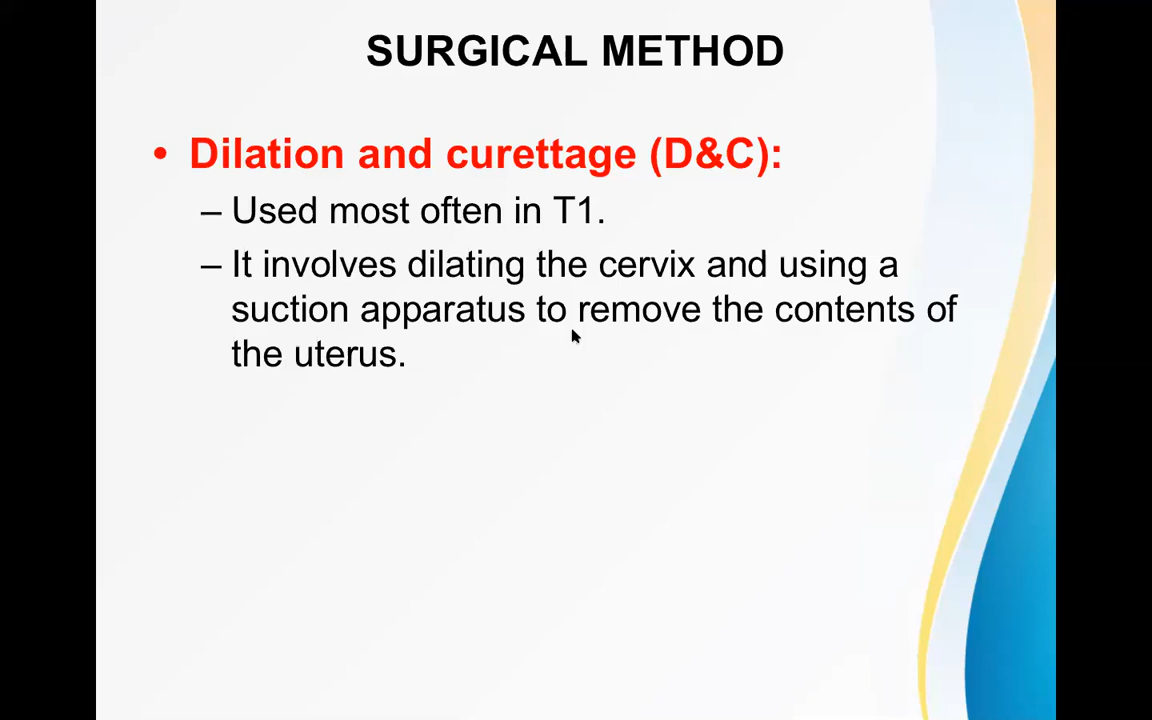 SURGICAL METHOD
• Dilation and curettage (D&C):
– Used most often in T1.
– It involves dilating the cervix and using a
suction apparatus to remove the contents of
the uterus.